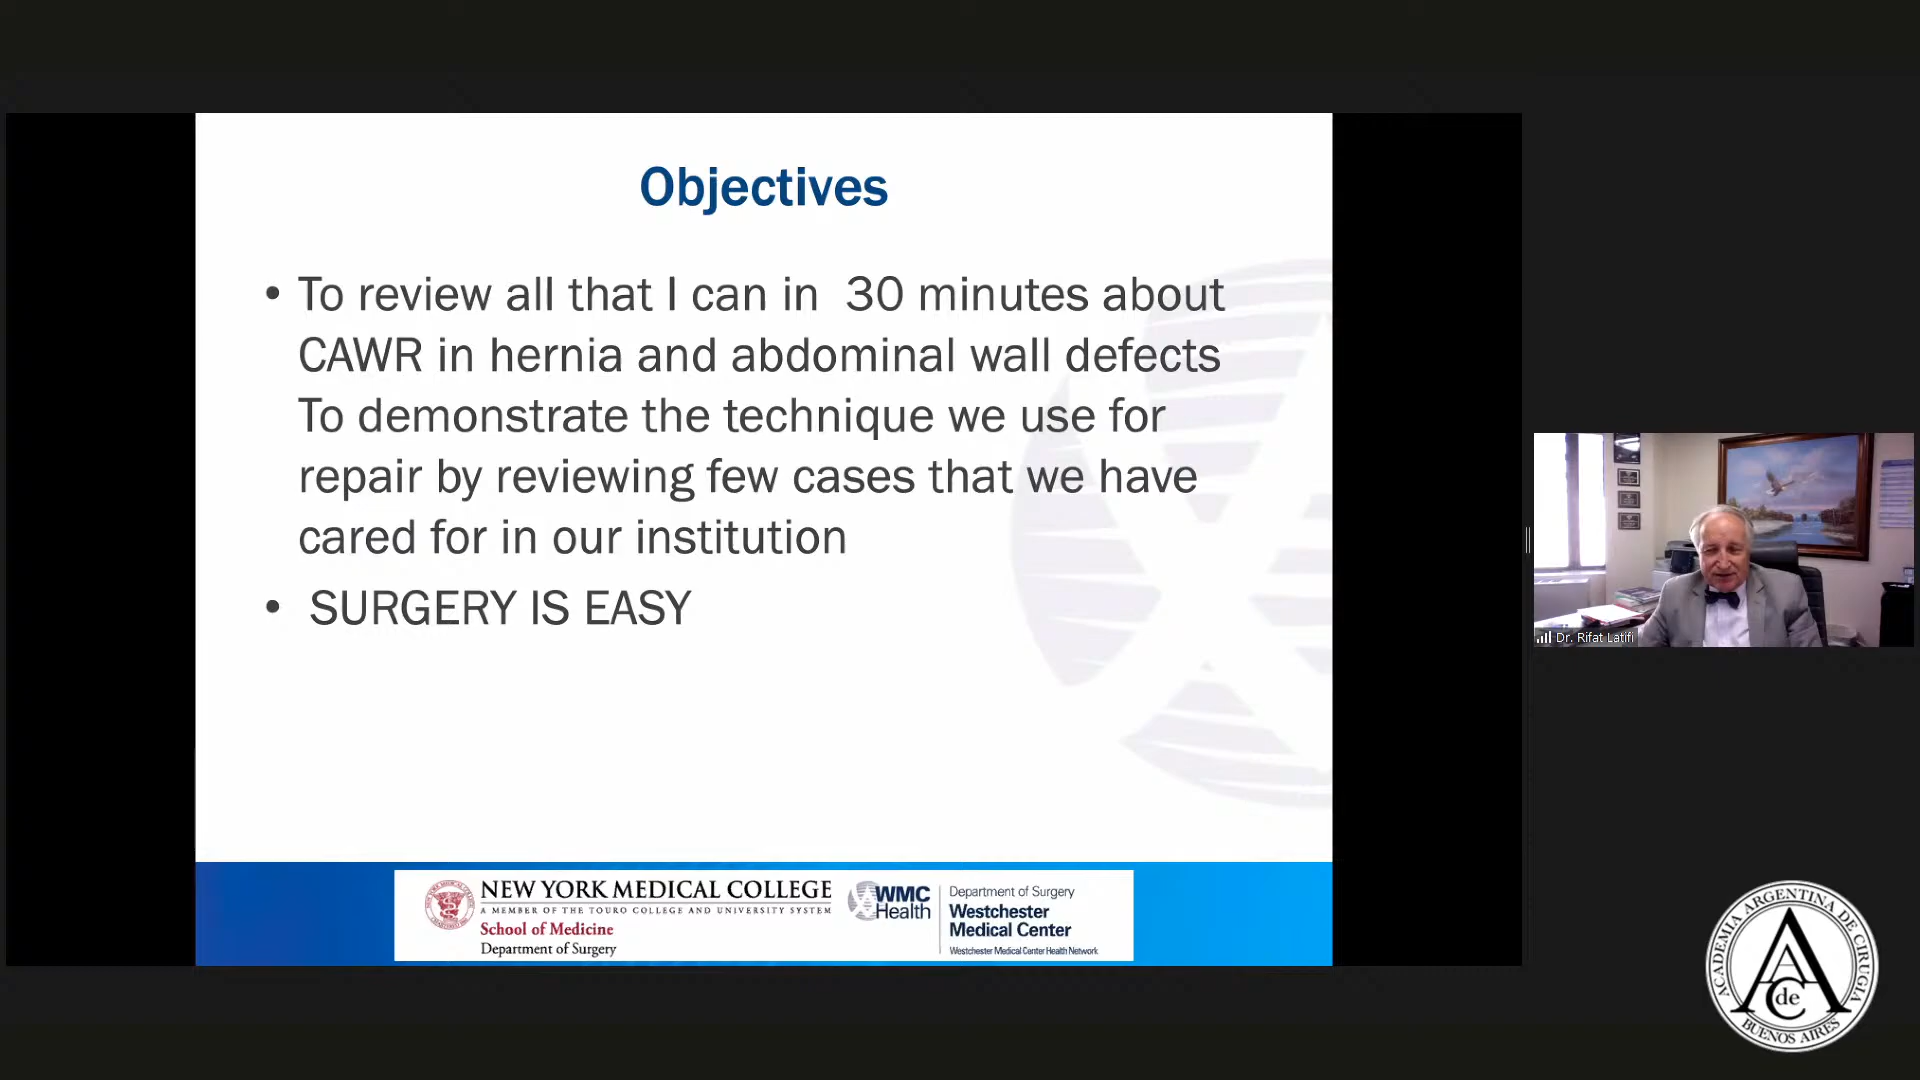 Objectives
• To review all that I can in  30 minutes about
CAWR in hernia and abdominal wall defects
To demonstrate the technique we use for
repair by reviewing few cases that we have
cared for in our institution
• SURGERY IS EASY
NEW YORK MEDICAL COLLEGE
A MEMBER OF THE TOURO COLLEGE AND UNIVERSITY SYSTEM
School of Medicine
Department of Surgery
WMC
Health
Department of Surgery
Westchester
Medical Center
Westchester Medical Center Health Network
Dr. Rifat Latifi
ACADEMIA ARGENTINA DE CIRUGIA
AAC
de
BUENOS AIRES